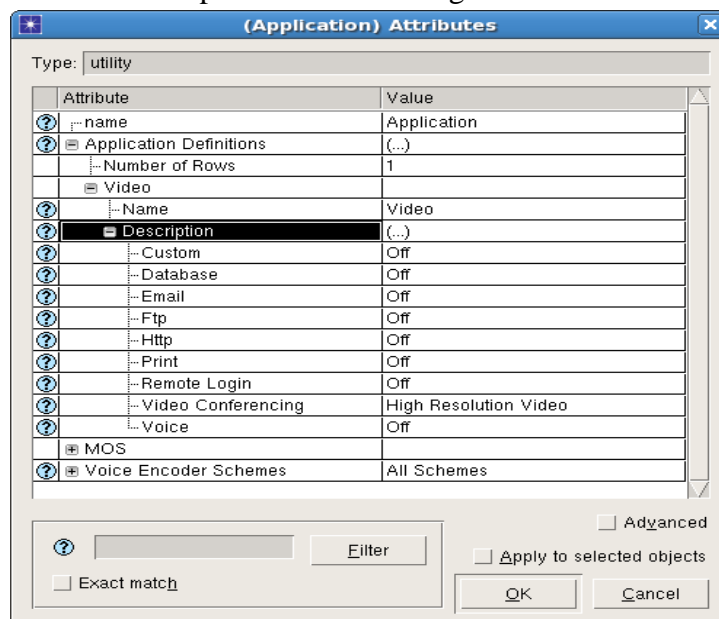 (Application) Attributes
Type: utility
Attribute Value
name Application
Application Definitions (...)
Number of Rows 1
Video
Name Video
Description (...)
Custom Off
Database Off
Email Off
Ftp Off
Http Off
Print Off
Remote Login Off
Video Conferencing High Resolution Video
Voice Off
MOS
Voice Encoder Schemes All Schemes
Advanced
Filter
Apply to selected objects
Exact match
OK Cancel